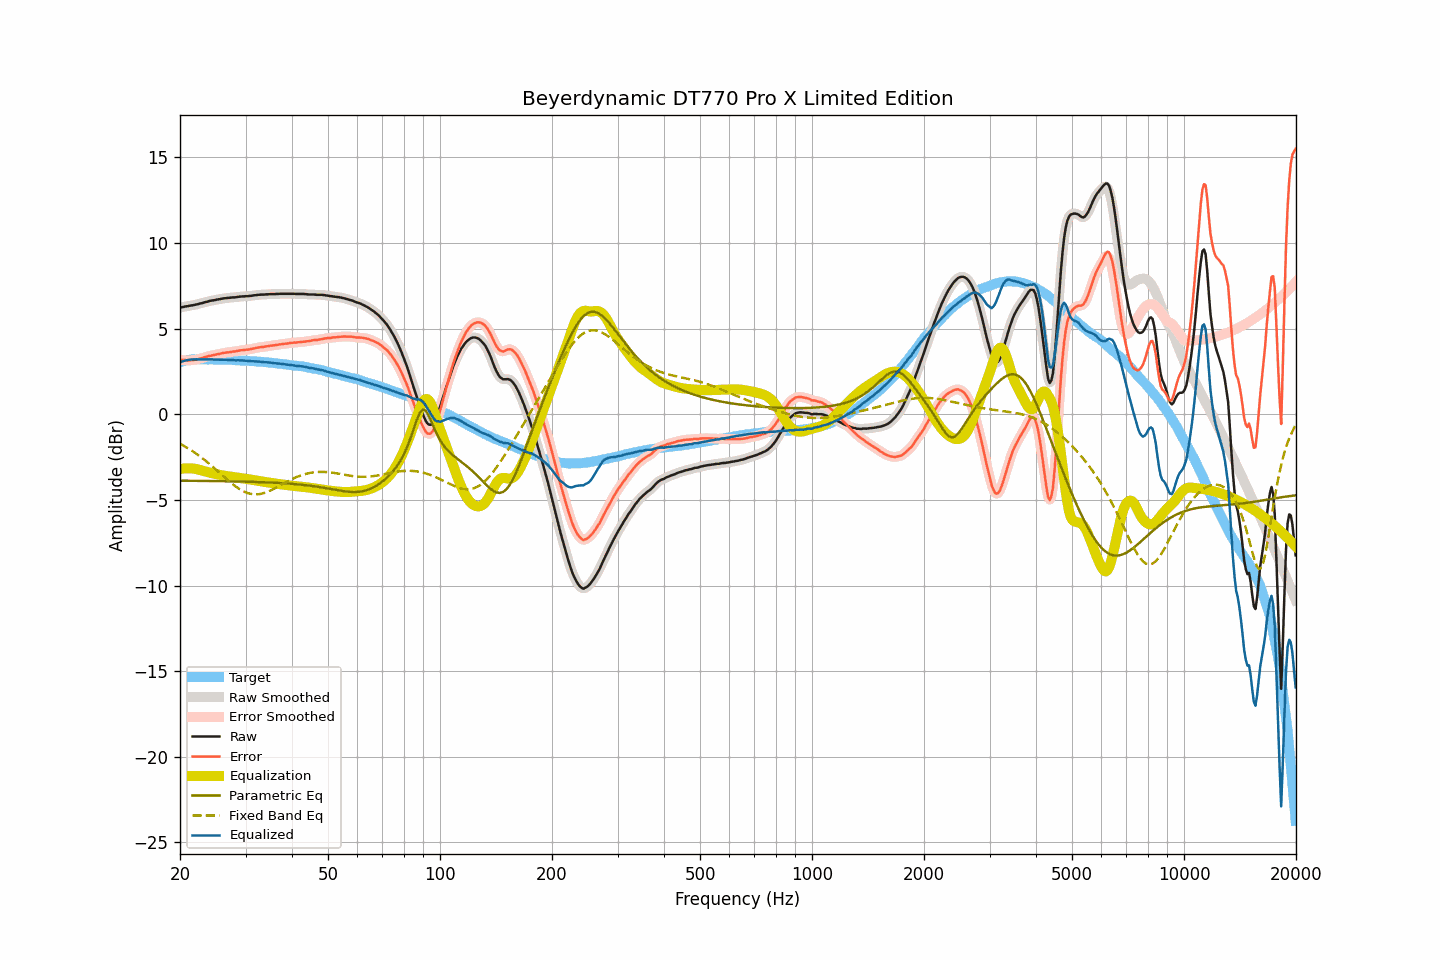 Beyerdynamic DT770 Pro X Limited Edition
Amplitude (dBr)
15
10
5
0
−5
−10
−15
−20
−25
Target
Raw Smoothed
Error Smoothed
Raw
Error
Equalization
Parametric Eq
Fixed Band Eq
Equalized
20 50 100 200 500 1000 2000 5000 10000 20000
Frequency (Hz)